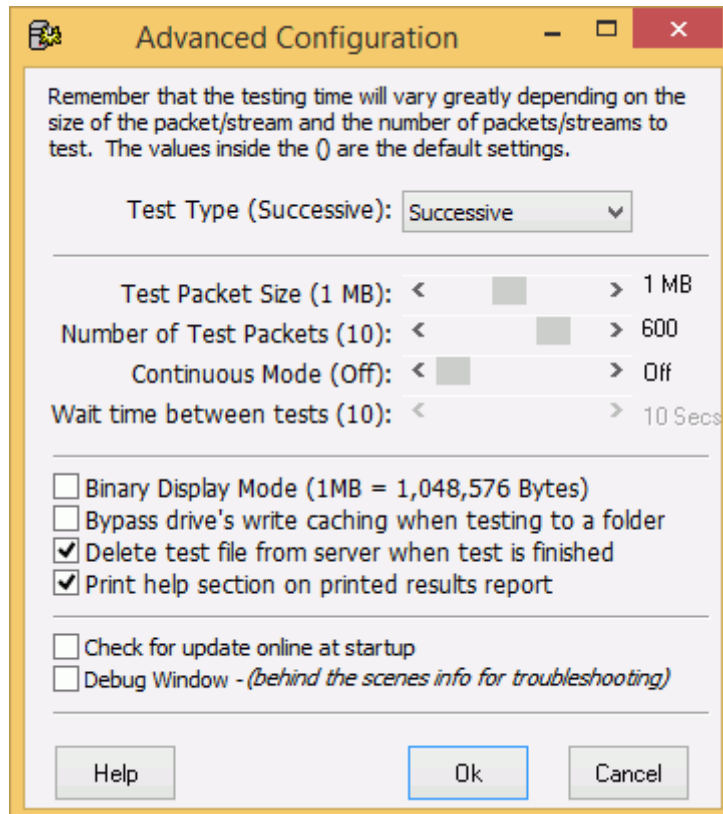 Advanced Configuration
Remember that the testing time will vary greatly depending on the
size of the packet/stream and the number of packets/streams to
test.  The values inside the () are the default settings.
Test Type (Successive): Successive
Test Packet Size (1 MB): 1 MB
Number of Test Packets (10): 600
Continuous Mode (Off): Off
Wait time between tests (10): 10 Secs
Binary Display Mode (1MB = 1,048,576 Bytes)
Bypass drive's write caching when testing to a folder
Delete test file from server when test is finished
Print help section on printed results report
Check for update online at startup
Debug Window - (behind the scenes info for troubleshooting)
Help Ok Cancel